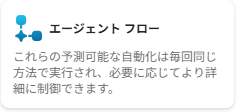 エージェント フロー
これらの予測可能な自動化は毎回同じ
方法で実行され、必要に応じてより詳
細に制御できます。